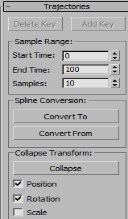 Trajectories
Delete Key Add Key
Sample Range:
Start Time: 0
End Time: 100
Samples: 10
Spline Conversion:
Convert To
Convert From
Collapse Transform:
Collapse
Position
Rotation
Scale